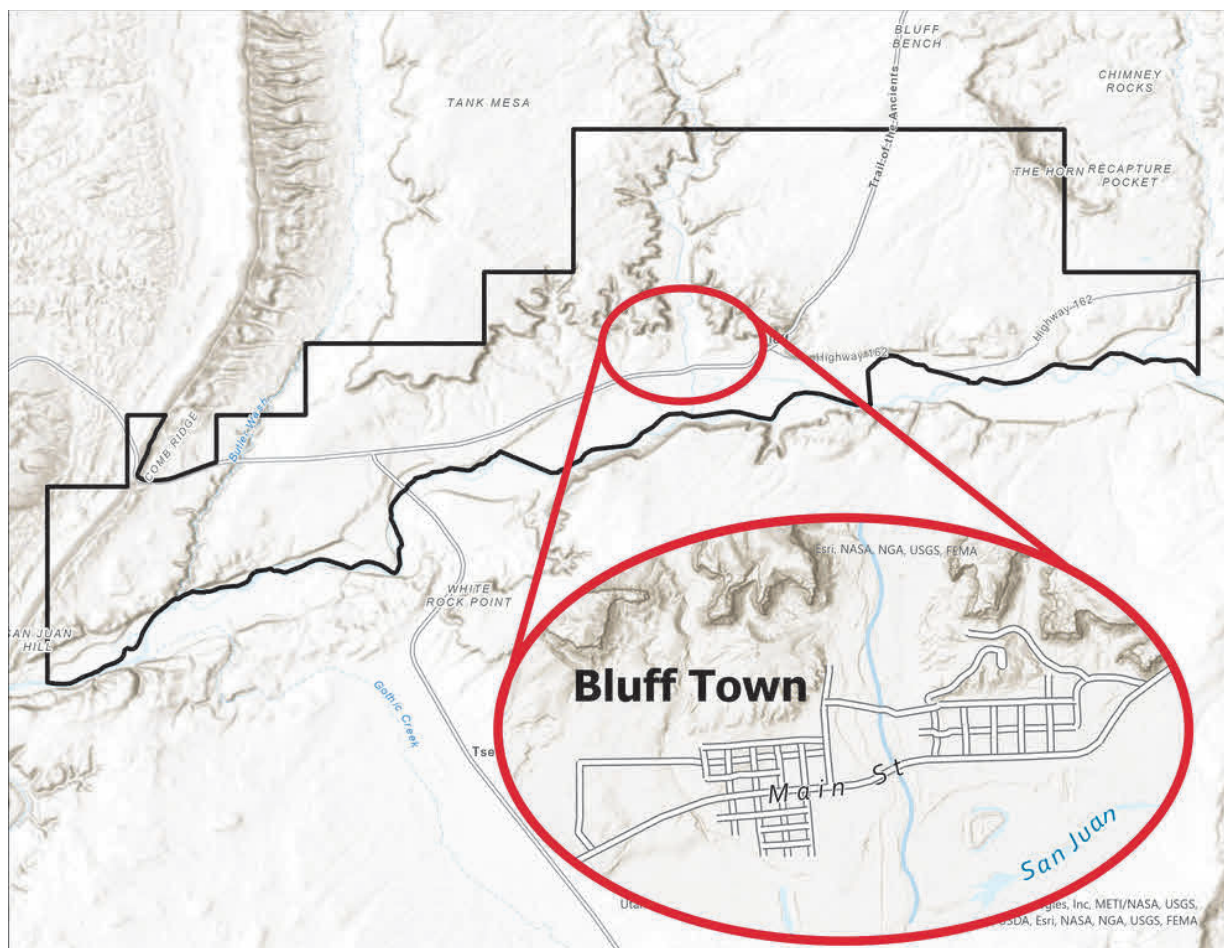 BLUFF
BENCH
CHIMNEY
ROCKS
TANK MESA
Trail of the Ancients
THE HORN
RECAPTURE
POCKET
Highway 162
Highway 162
COMB RIDGE
Butler Wash
WHITE
ROCK POINT
SAN JUAN
HILL
Gothic Creek
Tse
Esri, NASA, NGA, USGS, FEMA
Bluff Town
Main St
San Juan
Inc, METI/NASA, USGS,
Esri, NASA, NGA, USGS, FEMA